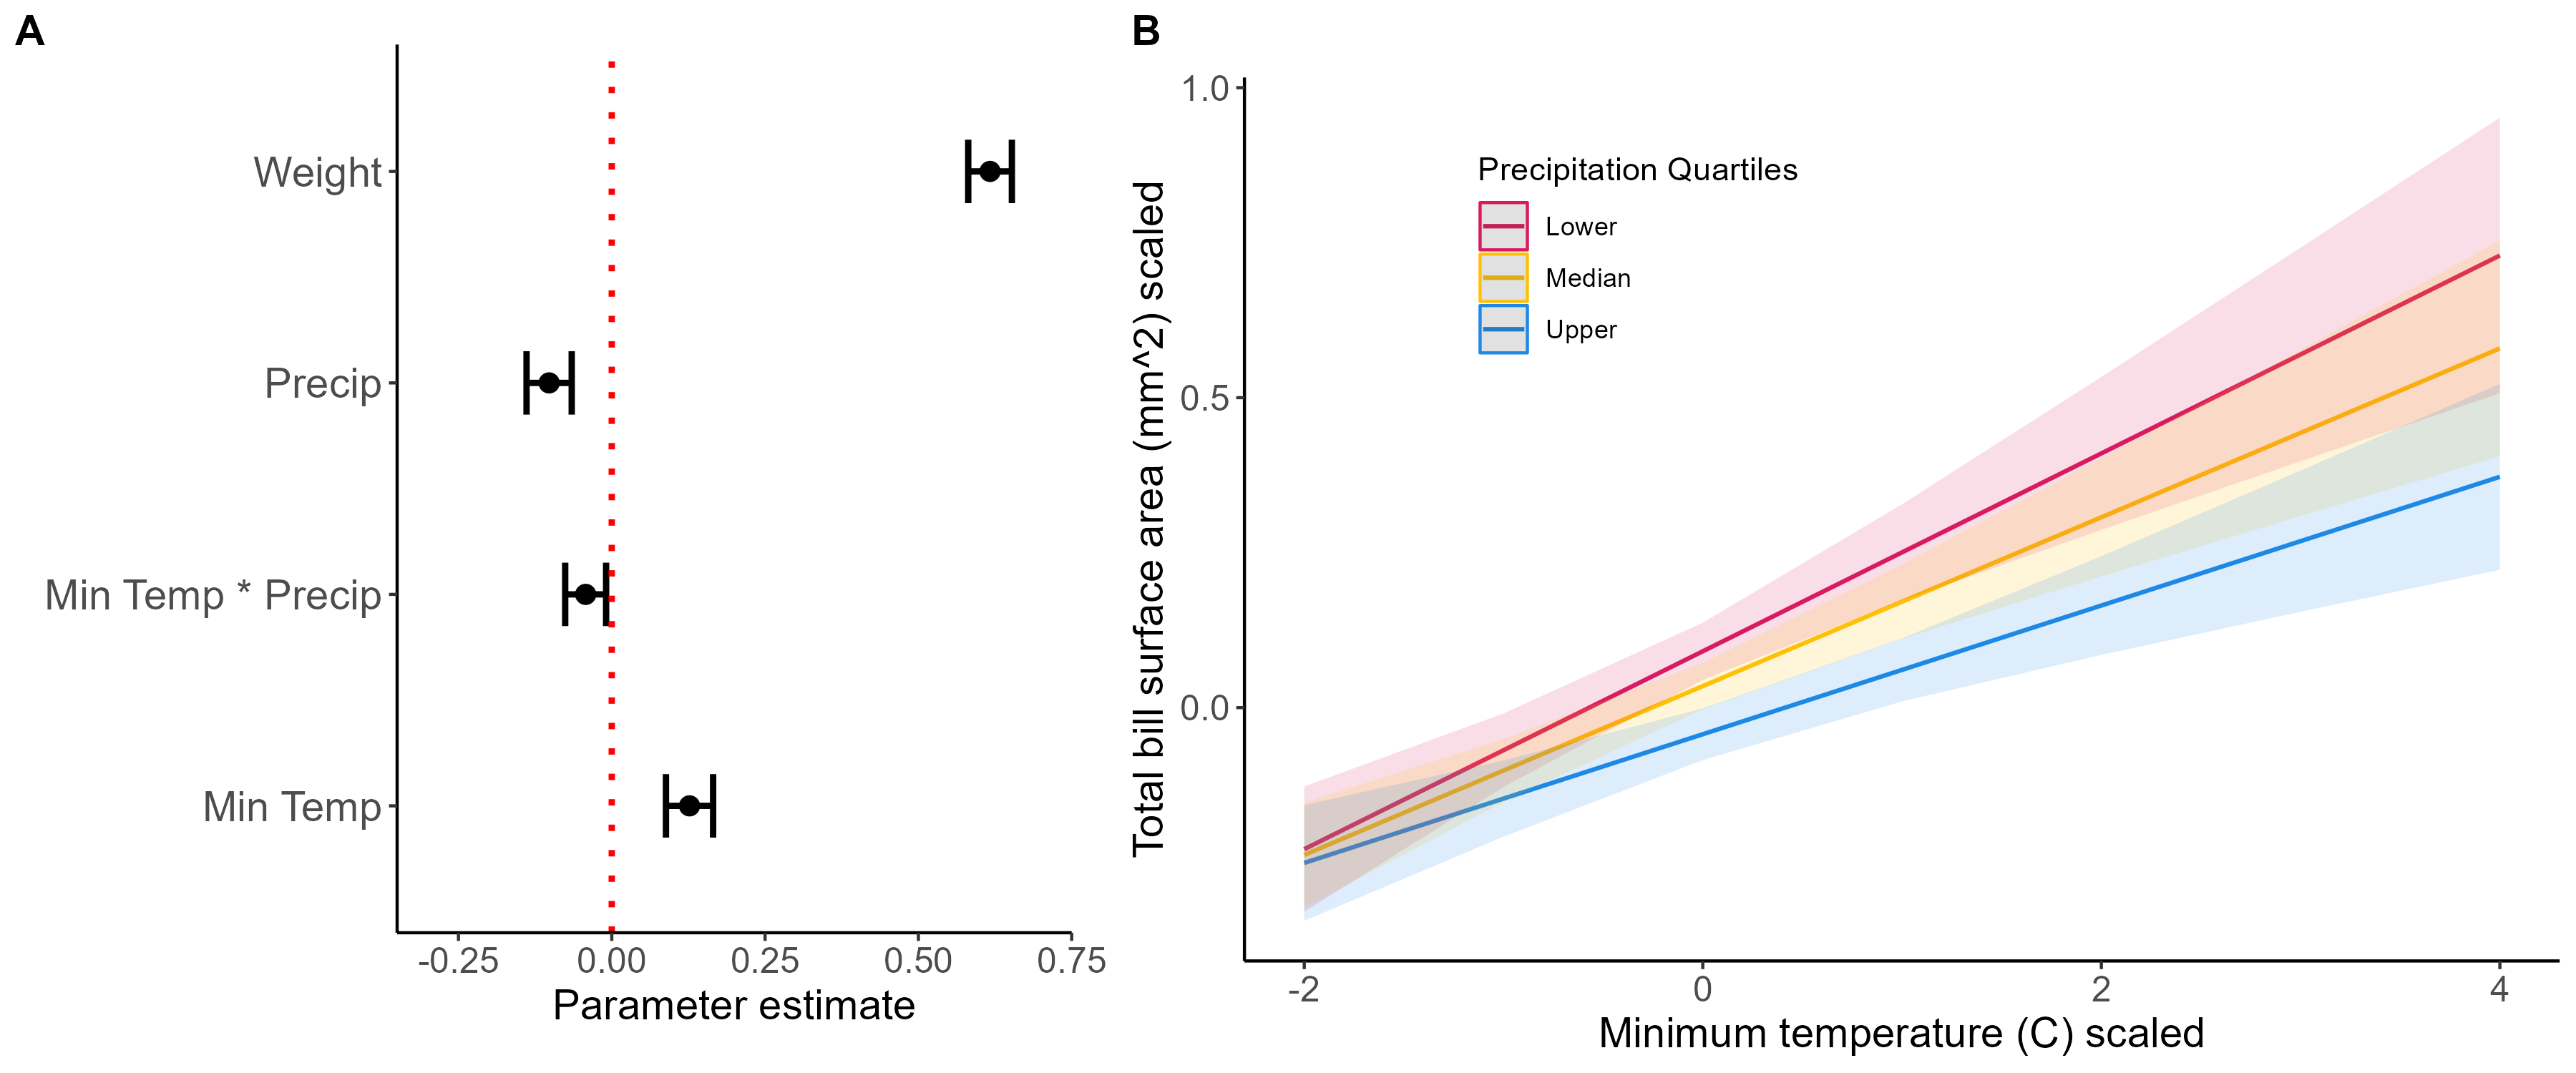 A
Weight
Precip
Min Temp * Precip
Min Temp
-0.25 0.00 0.25 0.50 0.75
Parameter estimate
B
Total bill surface area (mm^2) scaled
1.0
0.5
0.0
Precipitation Quartiles
Lower
Median
Upper
-2 0 2 4
Minimum temperature (C) scaled